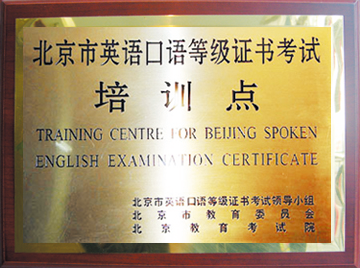 北京市英语口语等级证书考试
培训点
TRAINING CENTRE FOR BEIJING SPOKEN
ENGLISH EXAMINATION CERTIFICATE
北京市英语口语等级证书考试领导小组
北京市教育委员会
北京教育考试院